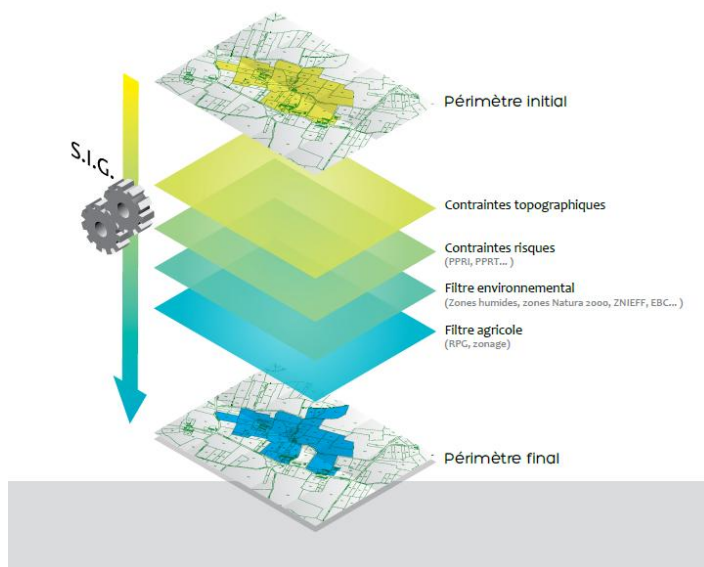 Périmètre initial
S.I.G.
Contraintes topographiques
Contraintes risques
(PPRI, PPRT... )
Filtre environnemental
(Zones humides, zones Natura 2000, ZNIEFF, EBC... )
Filtre agricole
(RPG, zonage)
Périmètre final